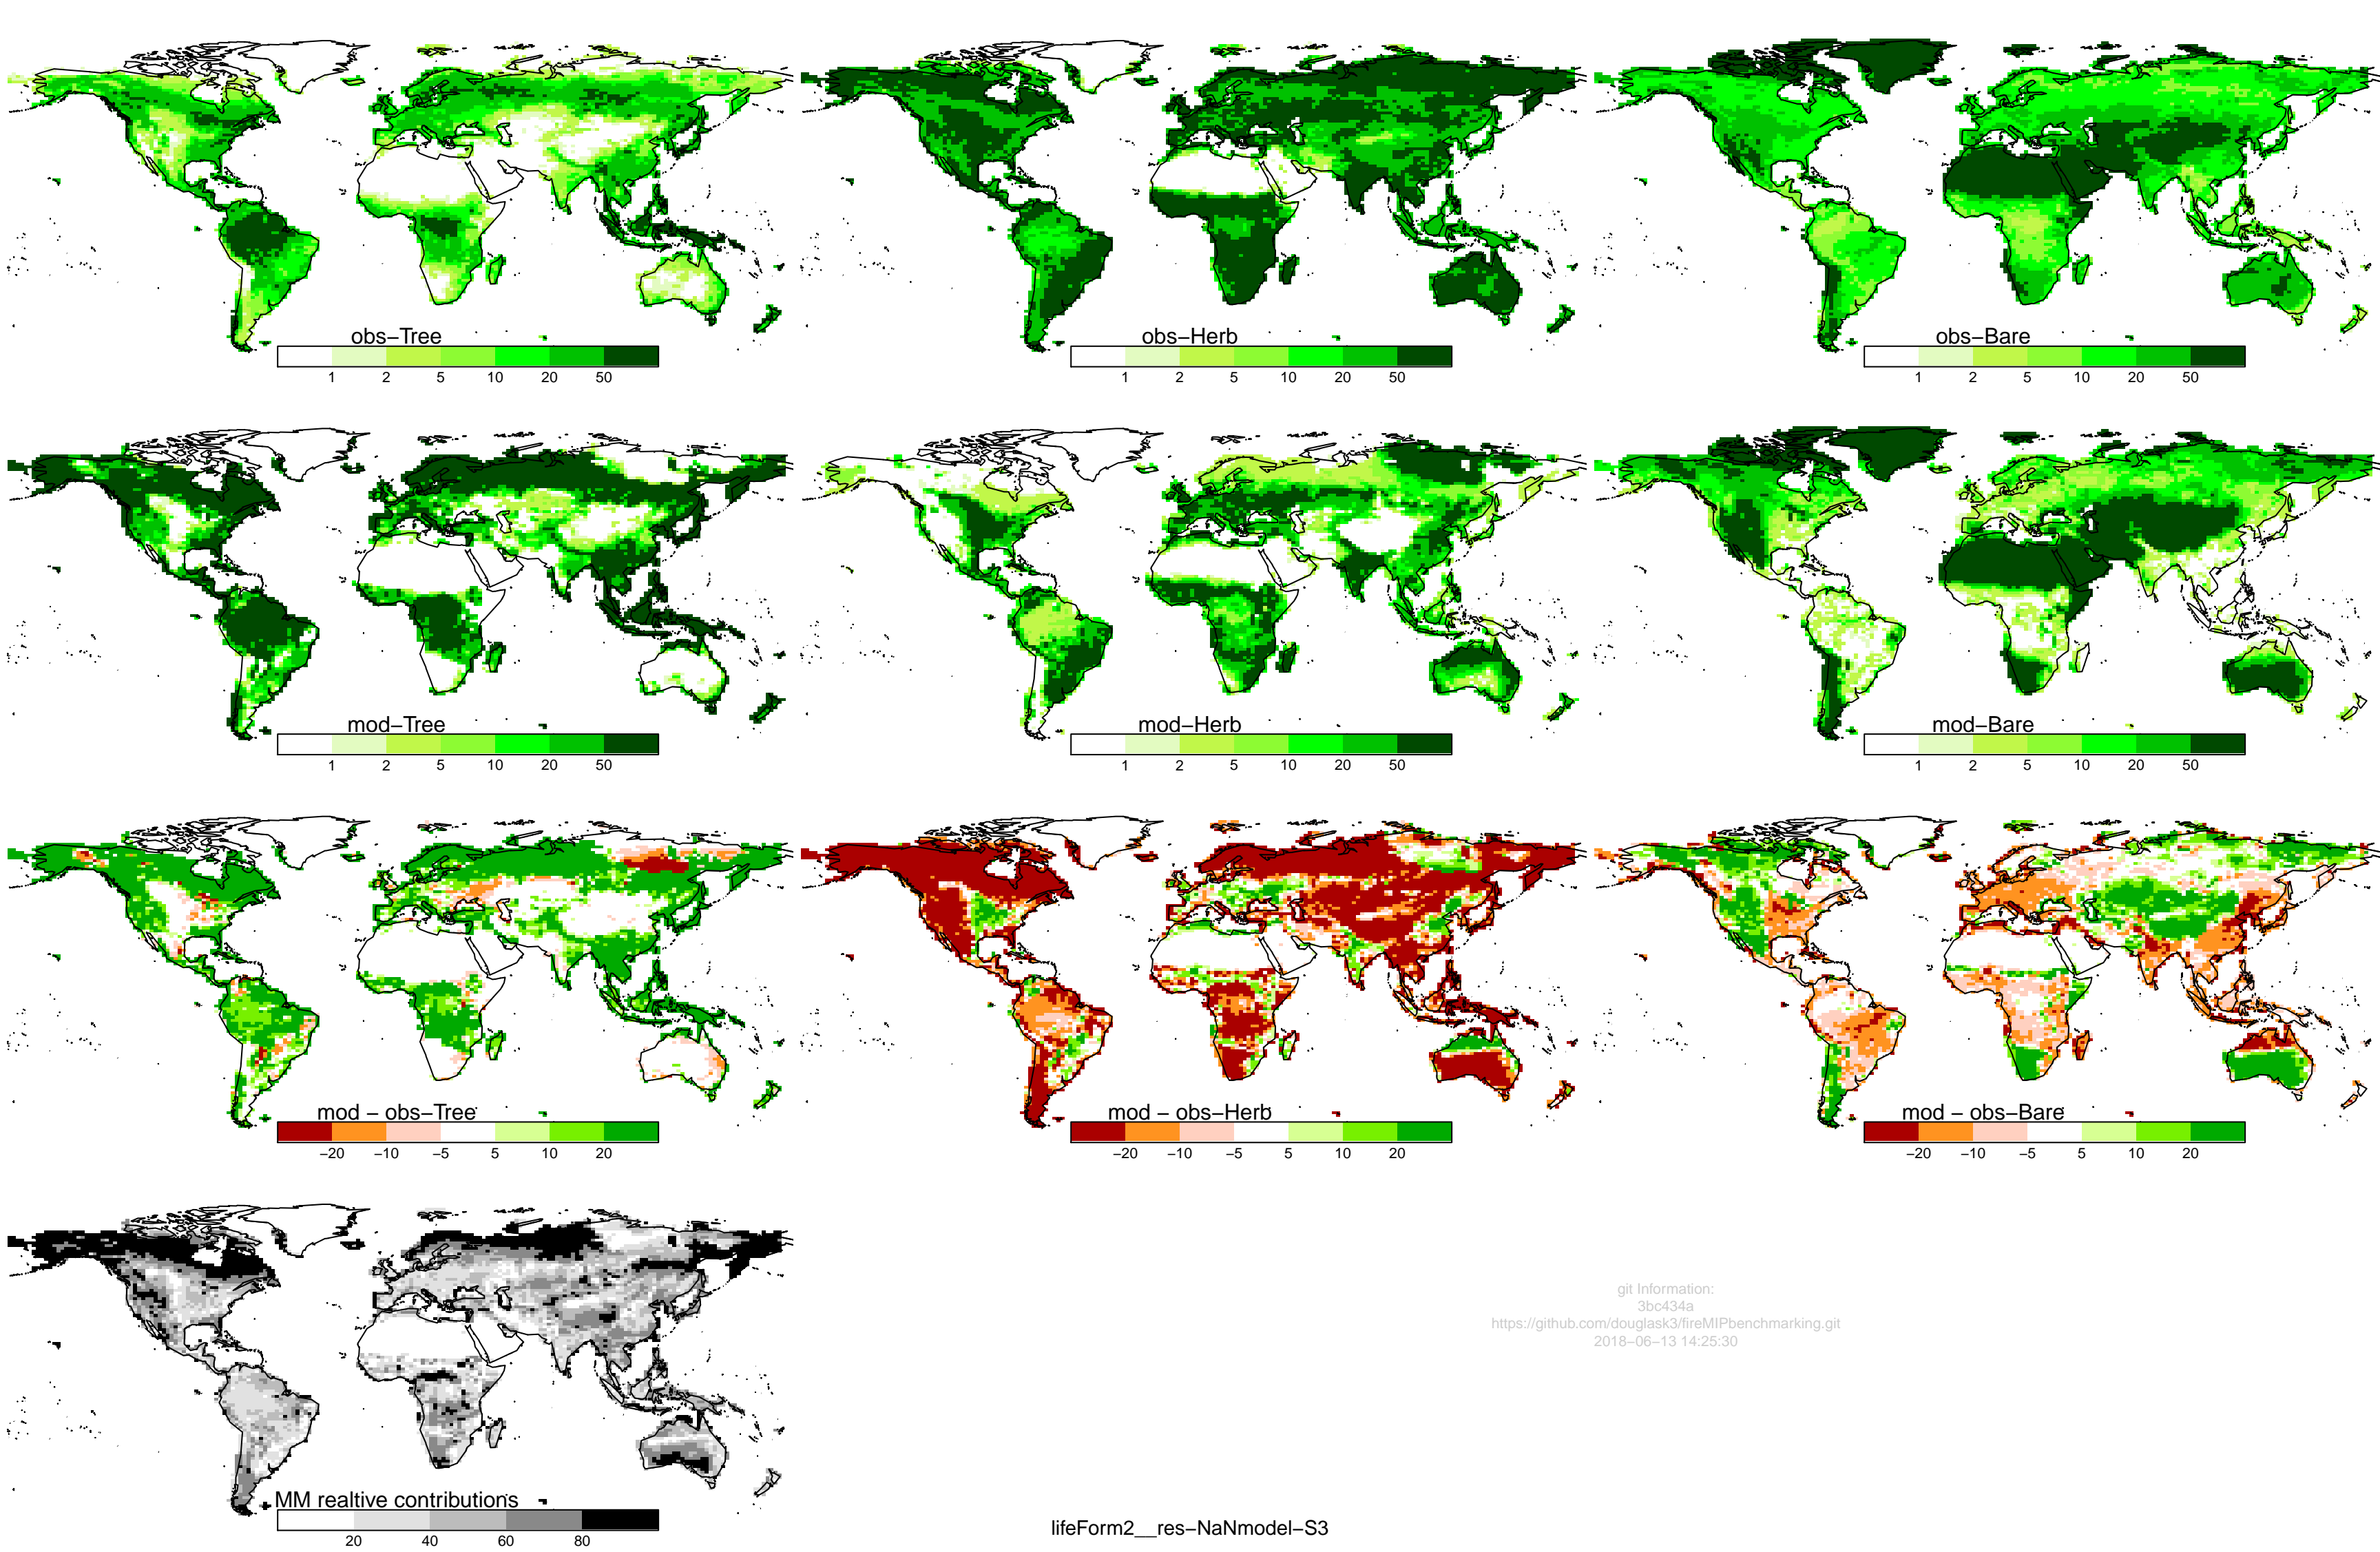 obs−Tree
1 2 5 10 20 50
obs−Herb
1 2 5 10 20 50
obs−Bare
1 2 5 10 20 50
mod−Tree
1 2 5 10 20 50
mod−Herb
1 2 5 10 20 50
mod−Bare
1 2 5 10 20 50
mod − obs−Tree
−20 −10 −5 5 10 20
mod − obs−Herb
−20 −10 −5 5 10 20
mod − obs−Bare
−20 −10 −5 5 10 20
MM realtive contributions
20 40 60 80
git Information:
3bc434a
https://github.com/douglask3/fireMIPbenchmarking.git
2018−06−13 14:25:30
lifeForm2__res−NaNmodel−S3